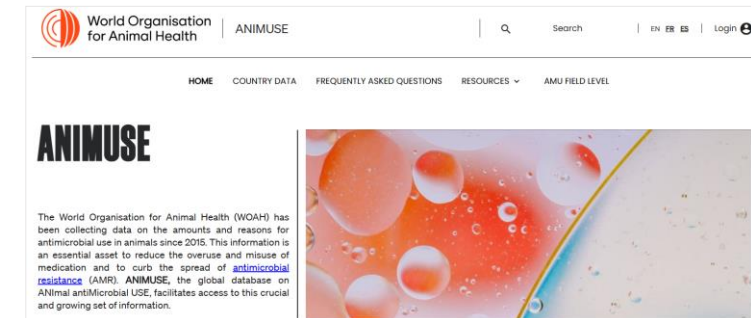 World Organisation
for Animal Health
ANIMUSE
Search
EN FR ES
Login
HOME COUNTRY DATA FREQUENTLY ASKED QUESTIONS RESOURCES AMU FIELD LEVEL
ANIMUSE
The World Organisation for Animal Health (WOAH) has
been collecting data on the amounts and reasons for
antimicrobial use in animals since 2015. This information is
an essential asset to reduce the overuse and misuse of
medication and to curb the spread of antimicrobial
resistance (AMR). ANIMUSE, the global database on
ANImal antiMicrobial USE, facilitates access to this crucial
and growing set of information.